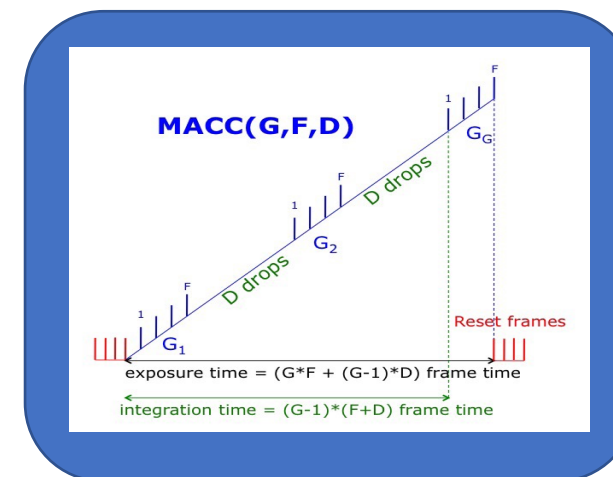 F
1
G_G
MACC(G,F,D)
D drops
F
1
G_2
D drops
F
1
G_1
Reset frames
exposure time = (G*F + (G-1)*D) frame time
integration time = (G-1)*(F+D) frame time